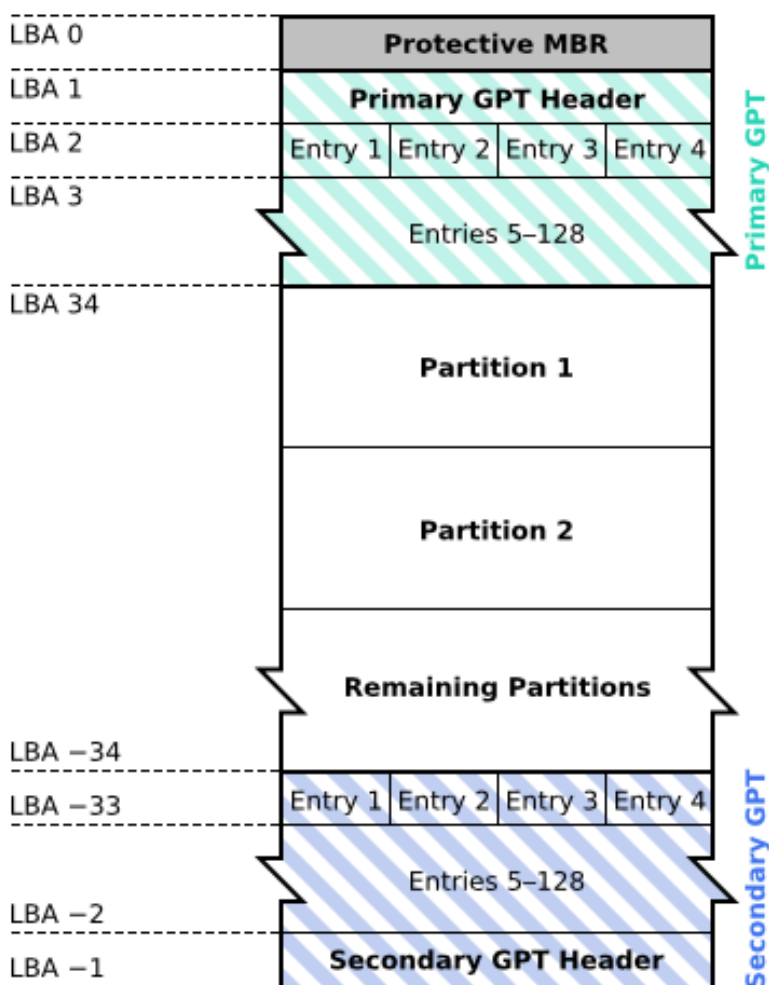 LBA 0
Protective MBR
LBA 1
Primary GPT Header
LBA 2
Entry 1 Entry 2 Entry 3 Entry 4
LBA 3
Entries 5–128
Primary GPT
LBA 34
Partition 1
Partition 2
Remaining Partitions
LBA −34
LBA −33
Entry 1 Entry 2 Entry 3 Entry 4
Entries 5–128
LBA −2
LBA −1
Secondary GPT Header
Secondary GPT